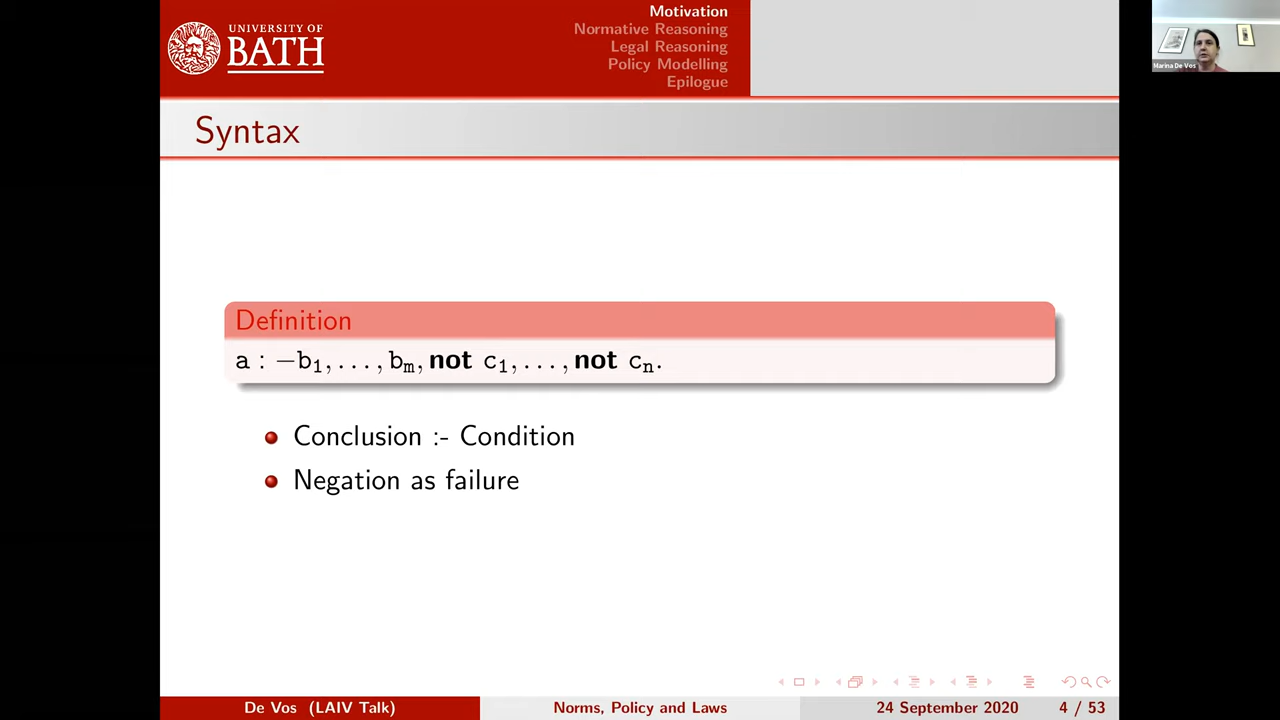 UNIVERSITY OF
BATH
Motivation
Normative Reasoning
Legal Reasoning
Policy Modelling
Epilogue
Marina De Vos
Syntax
Definition
a : −b₁, . . . , bₘ, not c₁, . . . , not cₙ.
Conclusion :- Condition
Negation as failure
De Vos (LAIV Talk)
Norms, Policy and Laws
24 September 2020
4 / 53